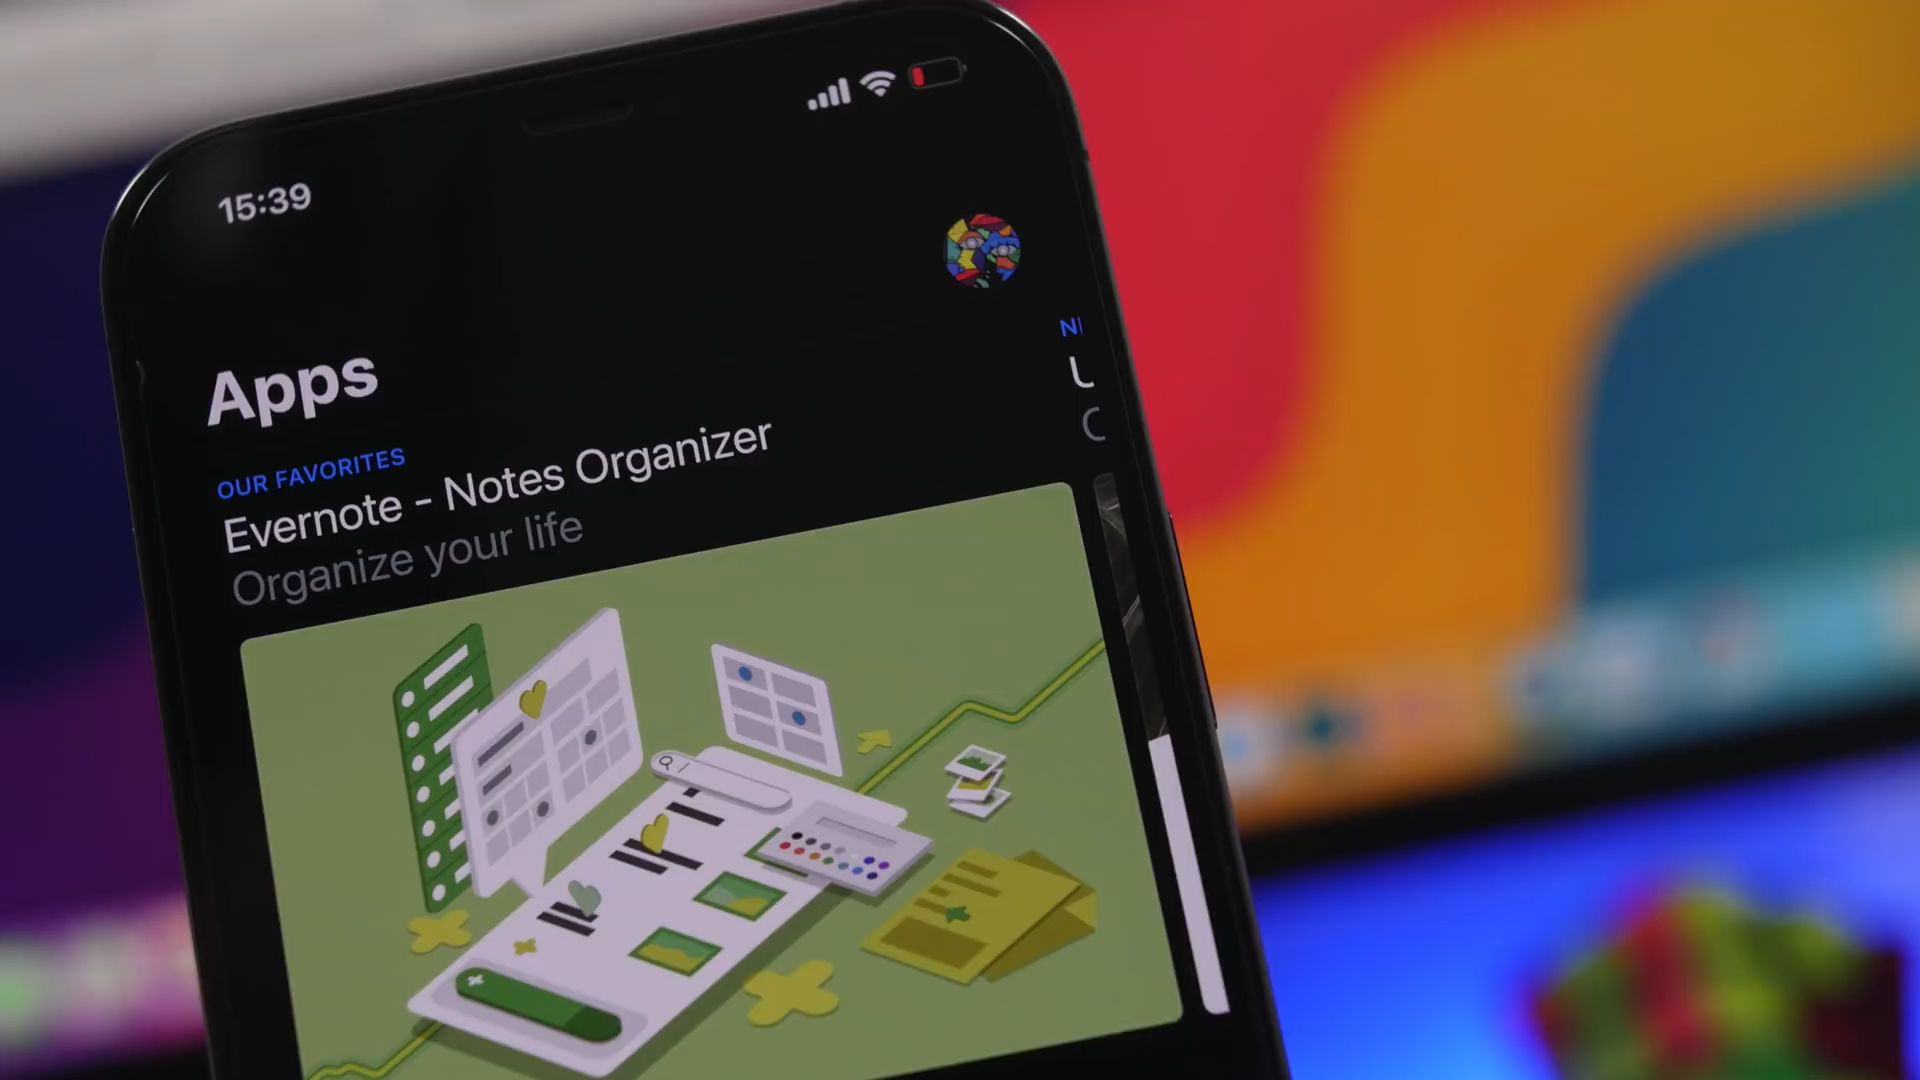 15:39
Apps
OUR FAVORITES
Evernote - Notes Organizer
Organize your life